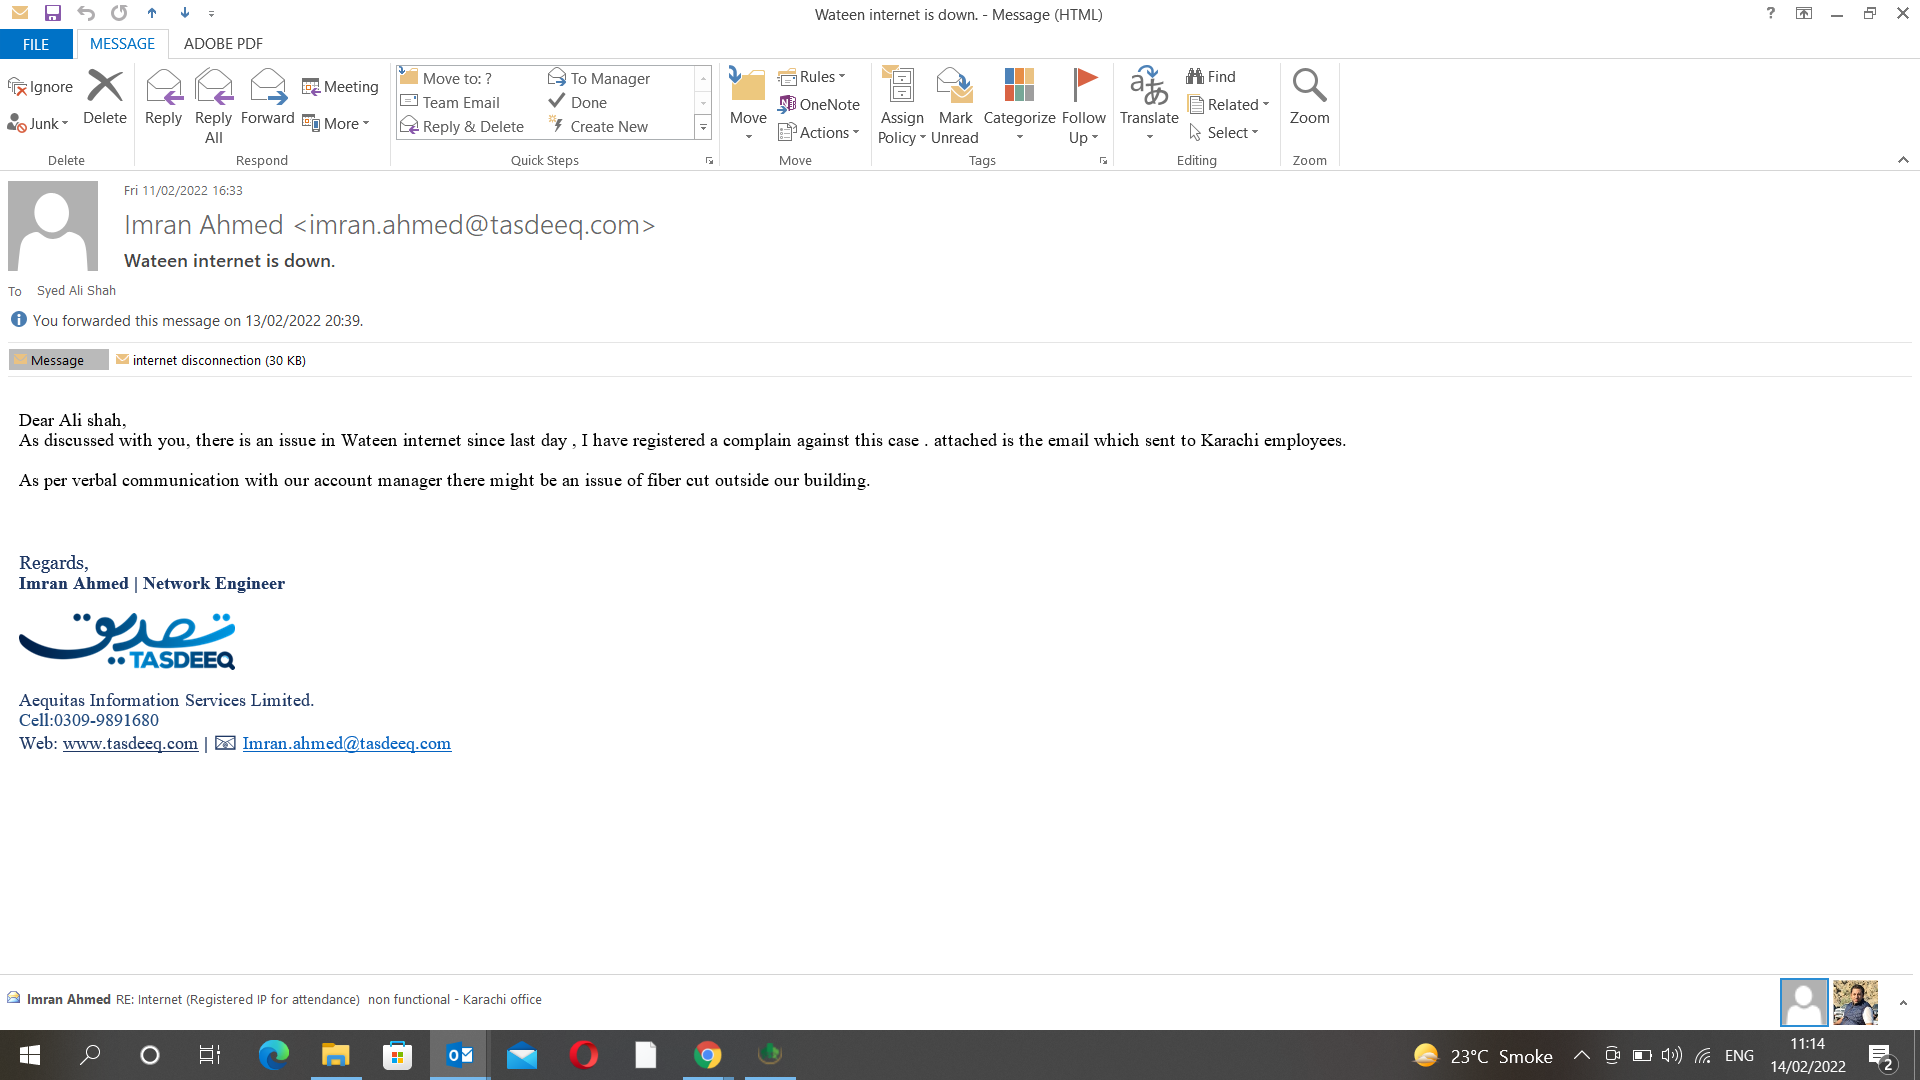 Wateen internet is down. - Message (HTML)
?
FILE
MESSAGE
ADOBE PDF
Ignore
Junk
Delete
Delete
Reply
Reply All
Forward
Meeting
More
Respond
Move to: ?
Team Email
Reply & Delete
To Manager
Done
Create New
Quick Steps
Move
Rules
OneNote
Actions
Move
Assign Policy
Mark Unread
Categorize
Follow Up
Tags
Translate
Find
Related
Select
Editing
Zoom
Zoom
Fri 11/02/2022 16:33
Imran Ahmed <imran.ahmed@tasdeeq.com>
Wateen internet is down.
To Syed Ali Shah
You forwarded this message on 13/02/2022 20:39.
Message
internet disconnection (30 KB)
Dear Ali shah,
As discussed with you, there is an issue in Wateen internet since last day , I have registered a complain against this case . attached is the email which sent to Karachi employees.
As per verbal communication with our account manager there might be an issue of fiber cut outside our building.
Regards,
Imran Ahmed | Network Engineer
تصدیق
TASDEEQ
Aequitas Information Services Limited.
Cell:0309-9891680
Web: www.tasdeeq.com | Imran.ahmed@tasdeeq.com
Imran Ahmed RE: Internet (Registered IP for attendance) non functional - Karachi office
23°C Smoke
ENG
11:14
14/02/2022
2